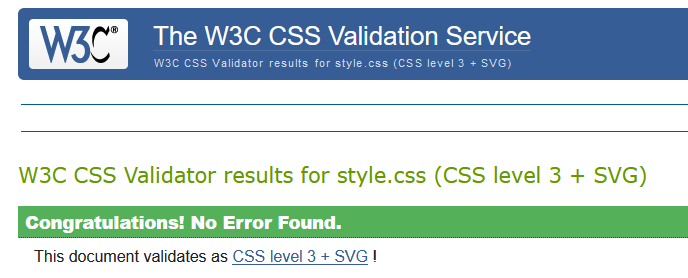 W3C® The W3C CSS Validation Service
W3C CSS Validator results for style.css (CSS level 3 + SVG)
W3C CSS Validator results for style.css (CSS level 3 + SVG)
Congratulations! No Error Found.
This document validates as CSS level 3 + SVG !